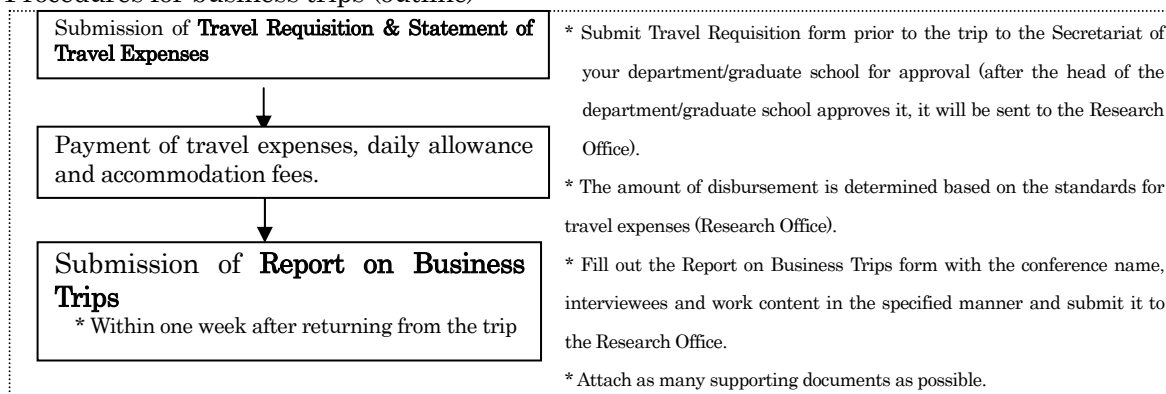 Procedures for business trips (outline)
Submission of Travel Requisition & Statement of
Travel Expenses
Payment of travel expenses, daily allowance
and accommodation fees.
Submission of Report on Business
Trips
* Within one week after returning from the trip
* Submit Travel Requisition form prior to the trip to the Secretariat of
your department/graduate school for approval (after the head of the
department/graduate school approves it, it will be sent to the Research
Office).
* The amount of disbursement is determined based on the standards for
travel expenses (Research Office).
* Fill out the Report on Business Trips form with the conference name,
interviewees and work content in the specified manner and submit it to
the Research Office.
* Attach as many supporting documents as possible.